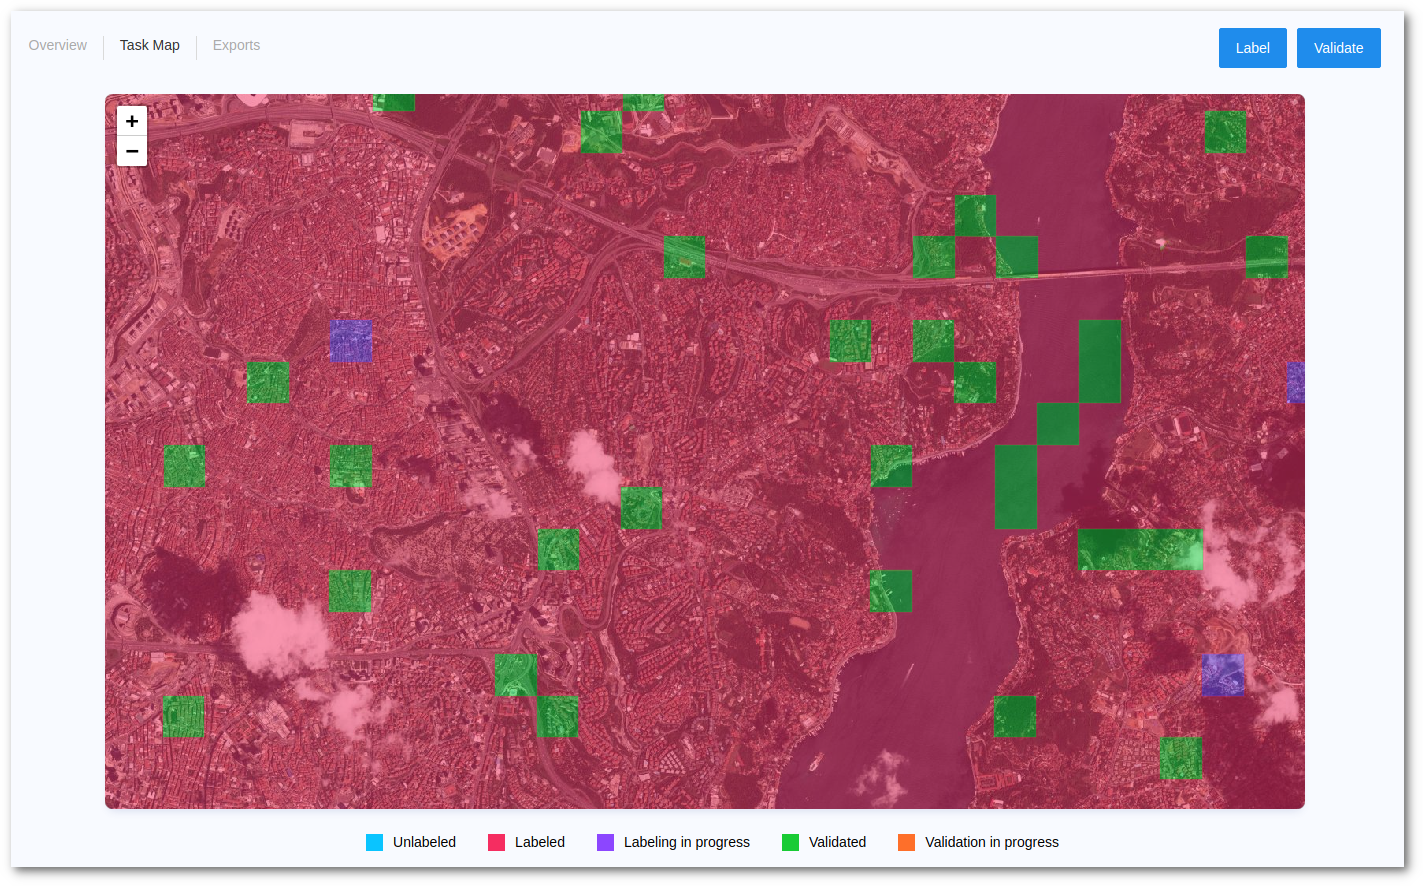 Overview Task Map Exports Label Validate
+
−
Unlabeled Labeled Labeling in progress Validated Validation in progress